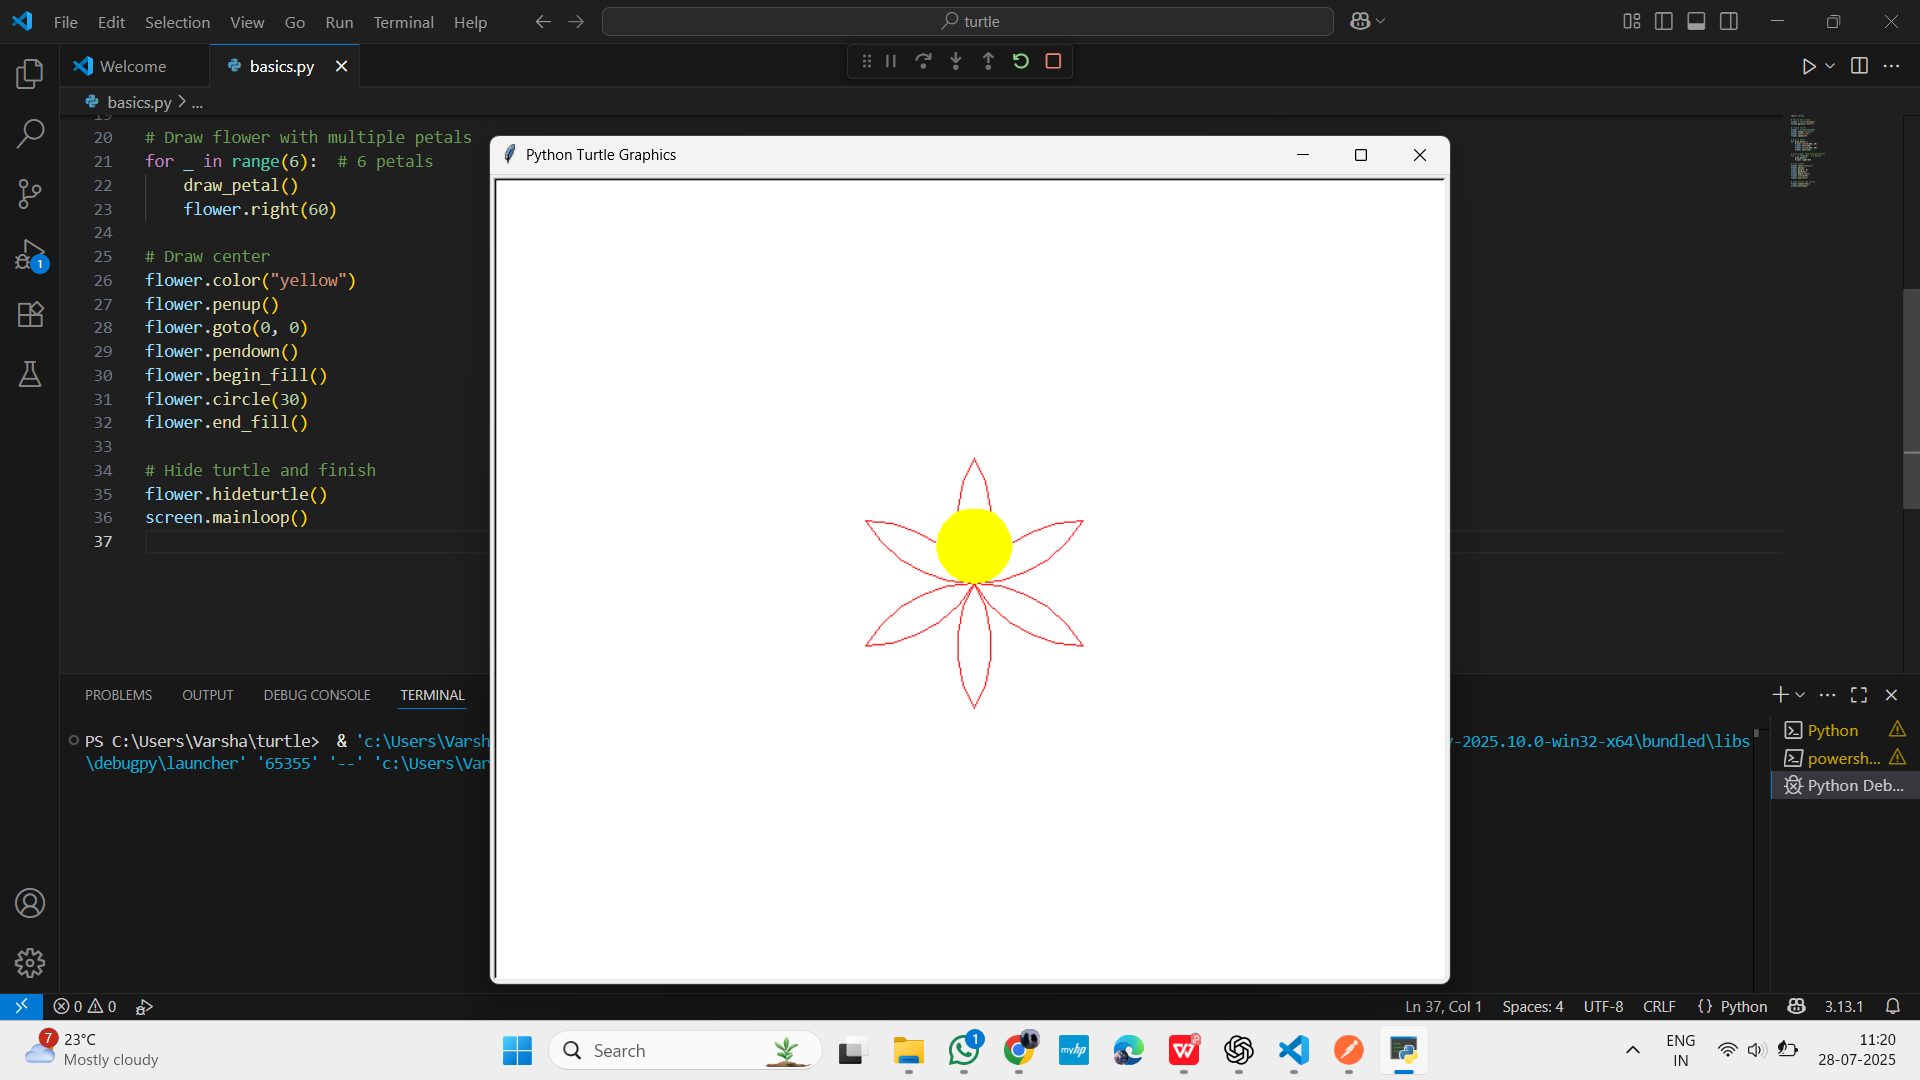 File Edit Selection View Go Run Terminal Help
turtle
Welcome
basics.py
basics.py > ...
19
20 # Draw flower with multiple petals
21 for _ in range(6):  # 6 petals
22     draw_petal()
23     flower.right(60)
24
25 # Draw center
26 flower.color("yellow")
27 flower.penup()
28 flower.goto(0, 0)
29 flower.pendown()
30 flower.begin_fill()
31 flower.circle(30)
32 flower.end_fill()
33
34 # Hide turtle and finish
35 flower.hideturtle()
36 screen.mainloop()
37
1
Python Turtle Graphics
PROBLEMS OUTPUT DEBUG CONSOLE TERMINAL
PS C:\Users\Varsha\turtle>  & 'c:\Users\Varsh
-2025.10.0-win32-x64\bundled\libs
\debugpy\launcher' '65355' '--' 'c:\Users\Var
Python
powersh...
Python Deb...
0 0
Ln 37, Col 1 Spaces: 4 UTF-8 CRLF {} Python 3.13.1
7
23°C
Mostly cloudy
Search
1
myhp
ENG
IN
11:20
28-07-2025